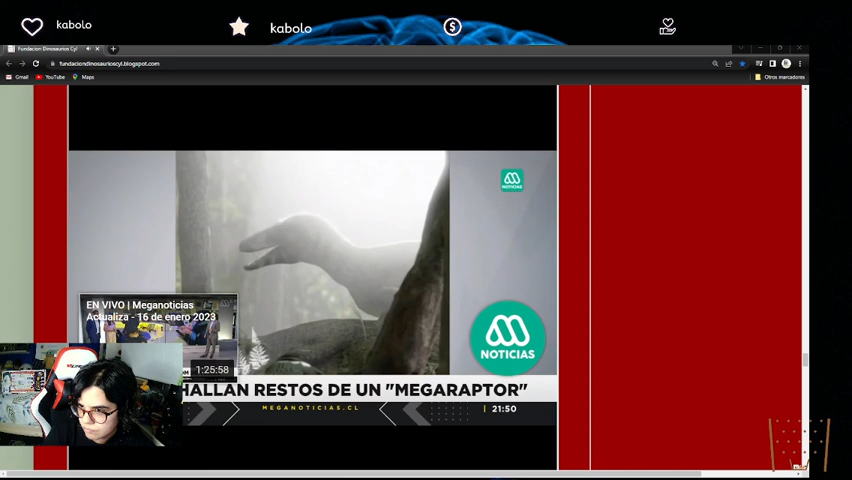 kabolo
kabolo
Fundacion Dinosaurios CyL
fundaciondinosaurioscyl.blogspot.com
Gmail
YouTube
Maps
Otros marcadores
NOTICIAS
EN VIVO | Meganoticias
Actualiza - 16 de enero 2023
1:25:58
NOTICIAS
HALLAN RESTOS DE UN "MEGARAPTOR"
MEGANOTICIAS.CL
21:50